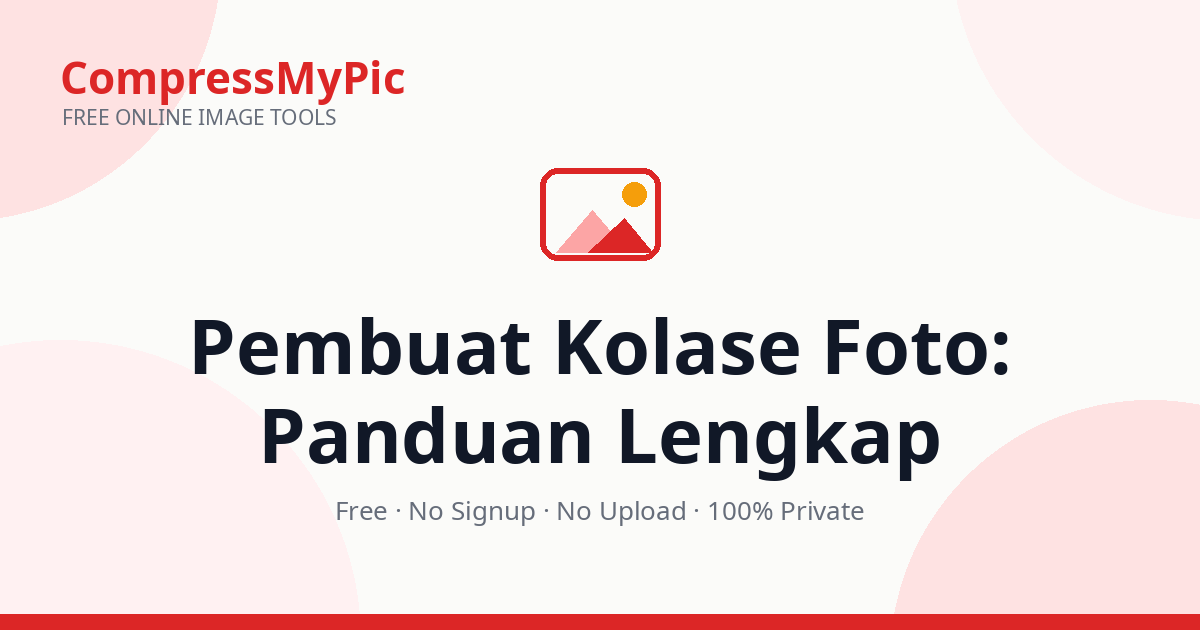 CompressMyPic
FREE ONLINE IMAGE TOOLS
Pembuat Kolase Foto:
Panduan Lengkap
Free · No Signup · No Upload · 100% Private